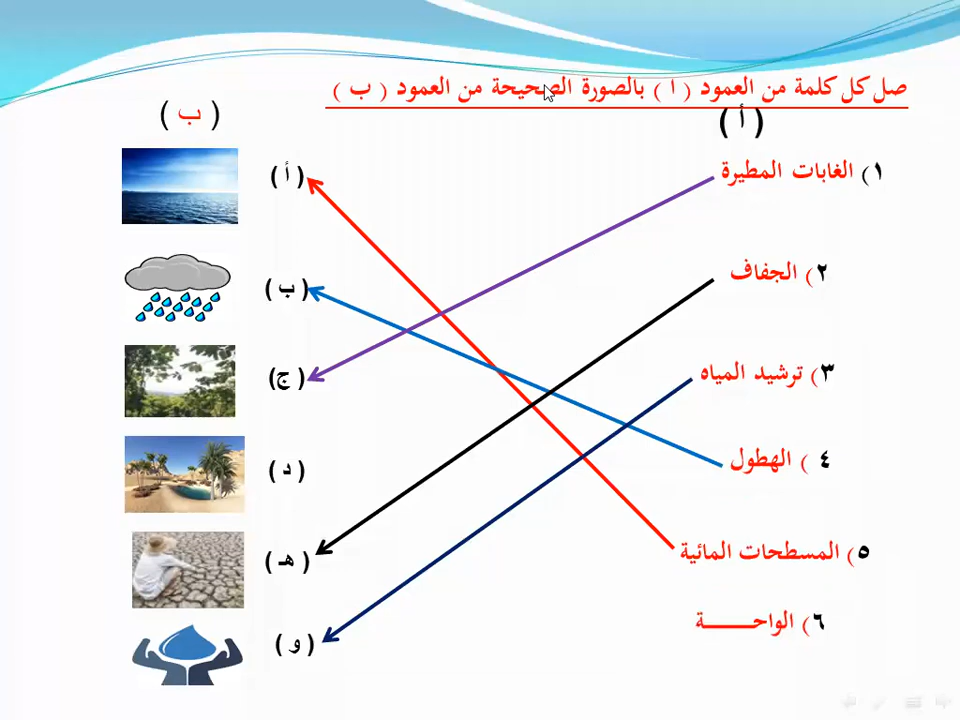 صل كل كلمة من العمود ( ا ) بالصورة الصحيحة من العمود ( ب )
( أ )
( ب )
١) الغابات المطيرة
٢) الجفاف
٣) ترشيد المياه
٤ ) الهطول
٥) المسطحات المائية
٦) الواحـــــــة
( أ )
( ب )
( ج )
( د )
( هـ )
( و )